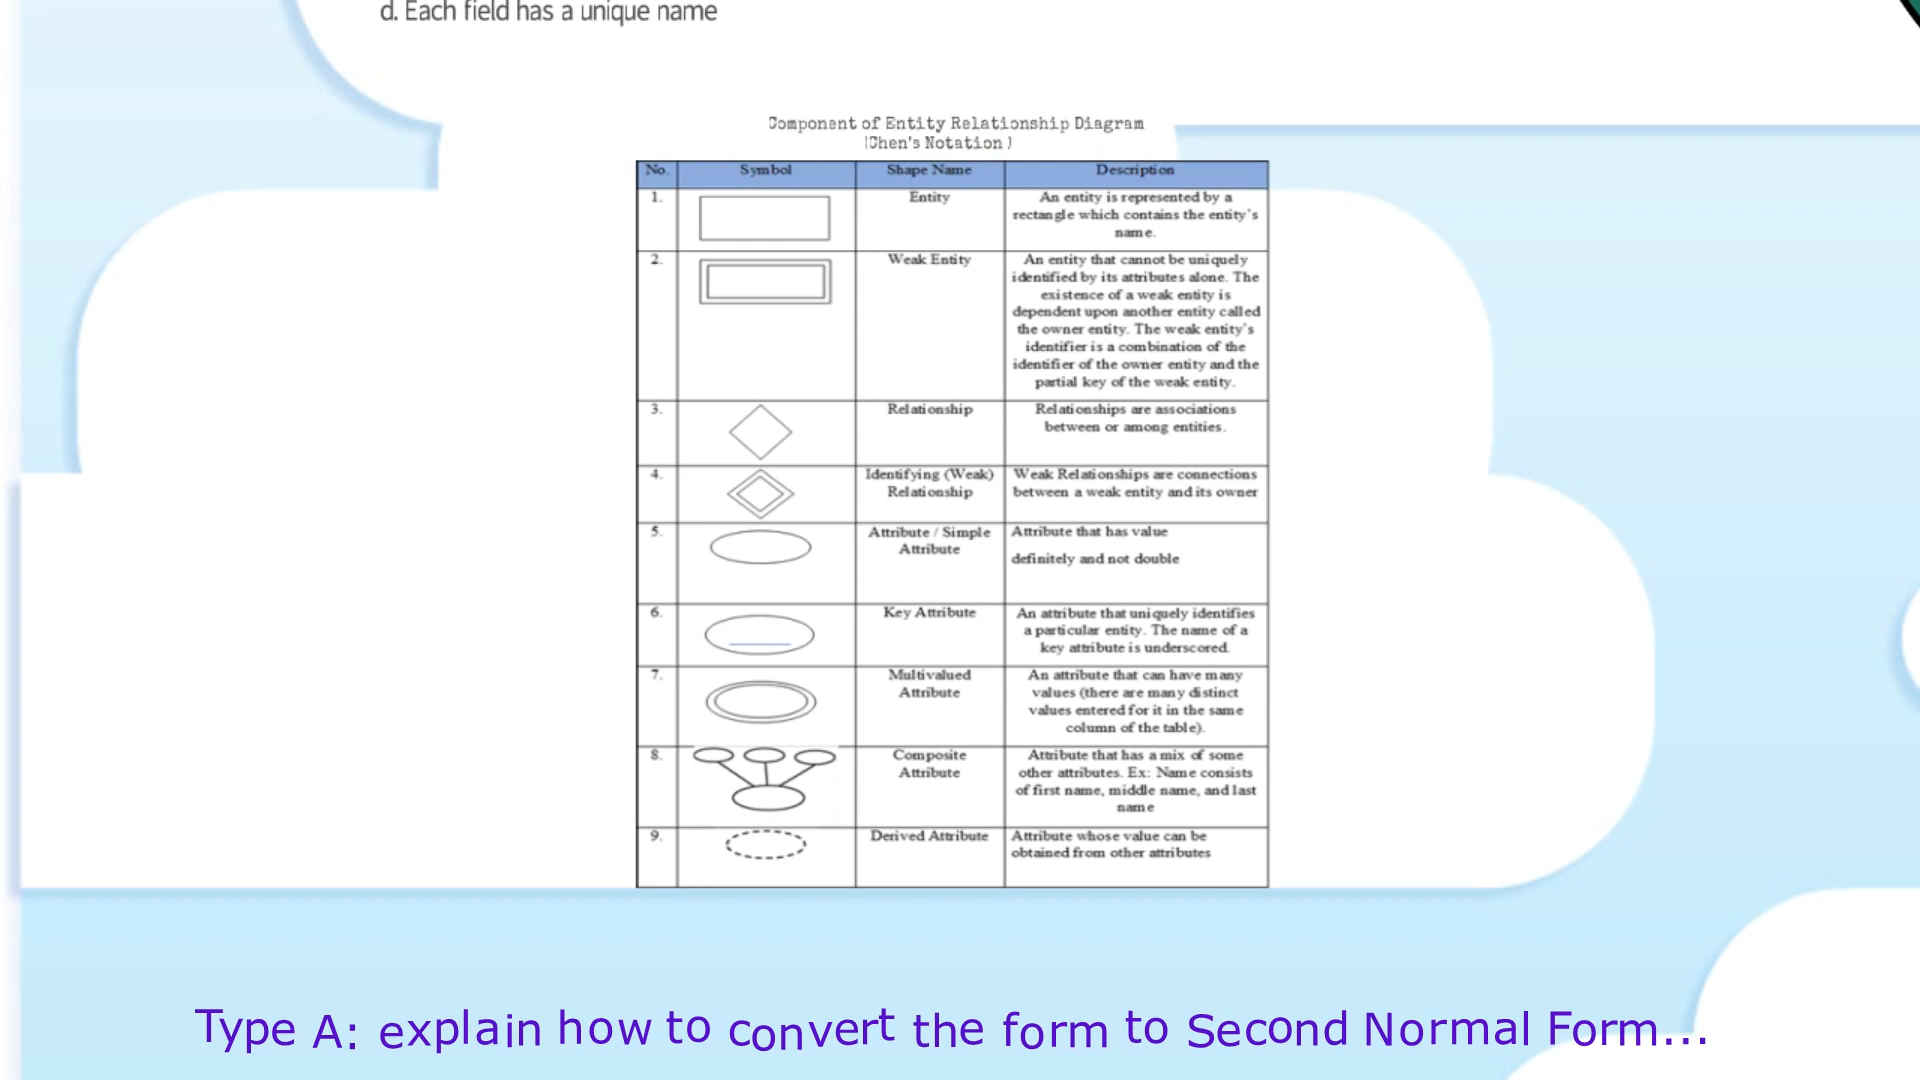 d. Each field has a unique name
Component of Entity Relationship Diagram
(Chen's Notation )
No. Symbol Shape Name Description
1. Entity An entity is represented by a
rectangle which contains the entity's
name.
2. Weak Entity An entity that cannot be uniquely
identified by its attributes alone. The
existence of a weak entity is
dependent upon another entity called
the owner entity. The weak entity's
identifier is a combination of the
identifier of the owner entity and the
partial key of the weak entity.
3. Relationship Relationships are associations
between or among entities.
4. Identifying (Weak) Weak Relationships are connections
Relationship between a weak entity and its owner
5. Attribute / Simple Attribute that has value
Attribute
definitely and not double
6. Key Attribute An attribute that uniquely identifies
a particular entity. The name of a
key attribute is underscored.
7. Multivalued An attribute that can have many
Attribute values (there are many distinct
values entered for it in the same
column of the table).
8. Composite Attribute that has a mix of some
Attribute other attributes. Ex: Name consists
of first name, middle name, and last
name
9. Derived Attribute Attribute whose value can be
obtained from other attributes
Type A: explain how to convert the form to Second Normal Form...